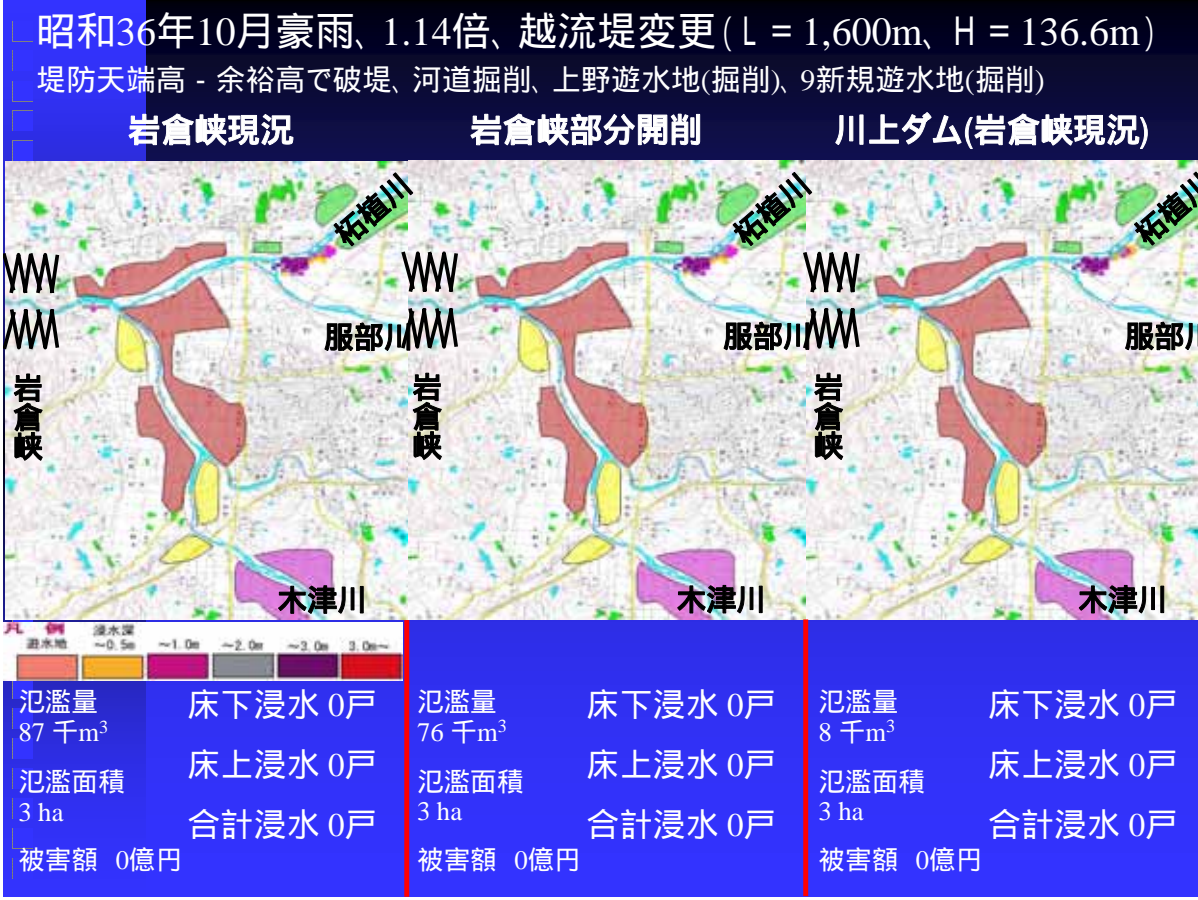 昭和36年10月豪雨、1.14倍、越流堤変更(L = 1,600m、H = 136.6m)
堤防天端高 - 余裕高で破堤、河道掘削、上野遊水地(掘削)、9新規遊水地(掘削)
岩倉峡現況
岩倉峡部分開削
川上ダム(岩倉峡現況)
柘植川
服部川
岩倉峡
木津川
柘植川
服部川
岩倉峡
木津川
柘植川
服部川
岩倉峡
木津川
凡 例
遊水地
浸水深
~0.5m
~1.0m
~2.0m
~3.0m
3.0m~
氾濫量
87 千m³
氾濫面積
3 ha
床下浸水 0戸
床上浸水 0戸
合計浸水 0戸
被害額 0億円
氾濫量
76 千m³
氾濫面積
3 ha
床下浸水 0戸
床上浸水 0戸
合計浸水 0戸
被害額 0億円
氾濫量
8 千m³
氾濫面積
3 ha
床下浸水 0戸
床上浸水 0戸
合計浸水 0戸
被害額 0億円